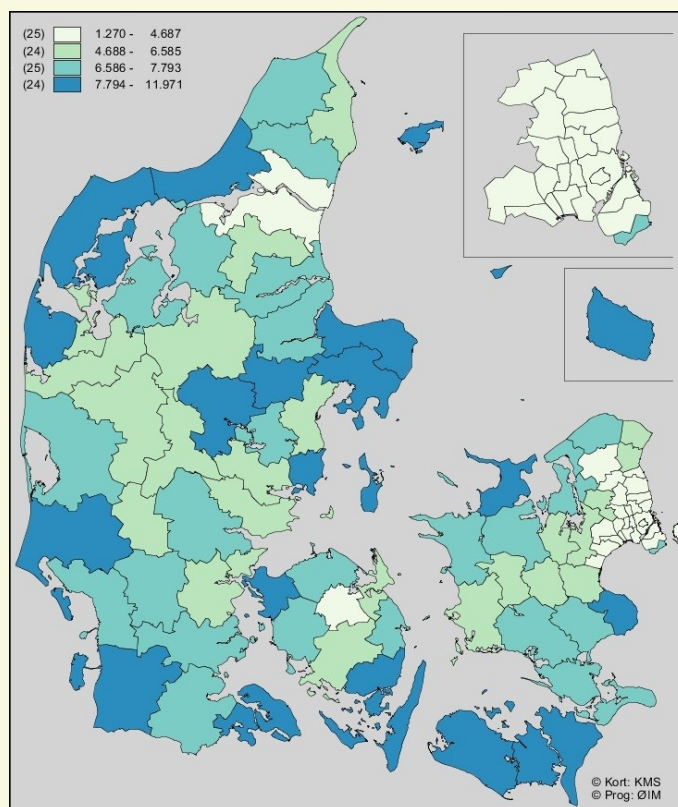 (25) 1.270 - 4.687
(24) 4.688 - 6.585
(25) 6.586 - 7.793
(24) 7.794 - 11.971
© Kort: KMS
© Prog: ØIM